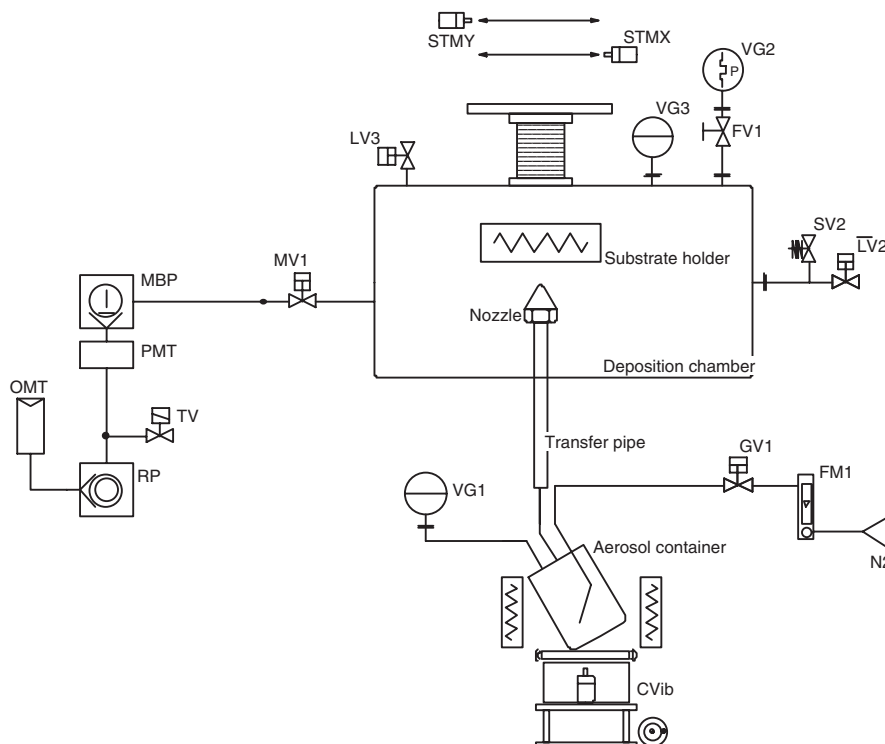 STMY
STMX
VG2
P
VG3
FV1
LV3
SV2
LV2
MV1
Substrate holder
MBP
Nozzle
PMT
Deposition chamber
OMT
TV
Transfer pipe
RP
GV1
FM1
VG1
Aerosol container
N2
CVib